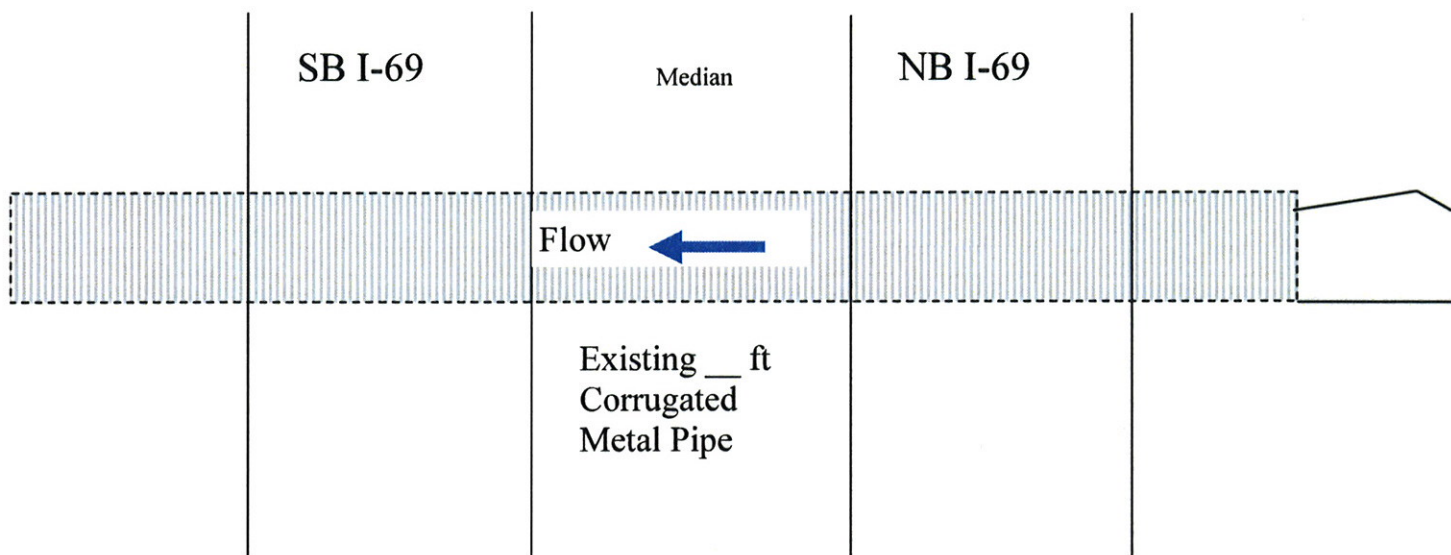 SB I-69
Median
NB I-69
Flow
Existing __ ft
Corrugated
Metal Pipe